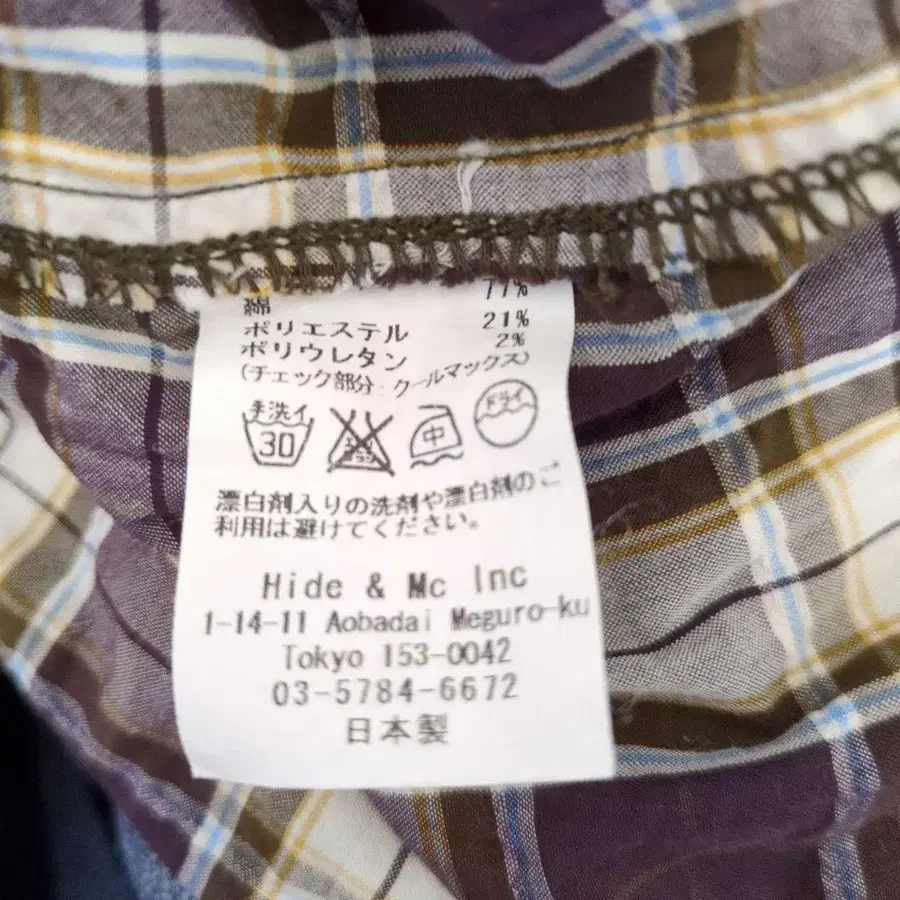 綿 77%
ポリエステル 21%
ポリウレタン 2%
(チェック部分:クールマックス)
手洗イ 30 中 ドライ
漂白剤入りの洗剤や漂白剤のご
利用は避けてください。
Hide & Mc Inc
1-14-11 Aobadai Meguro-ku
Tokyo 153-0042
03-5784-6672
日本製